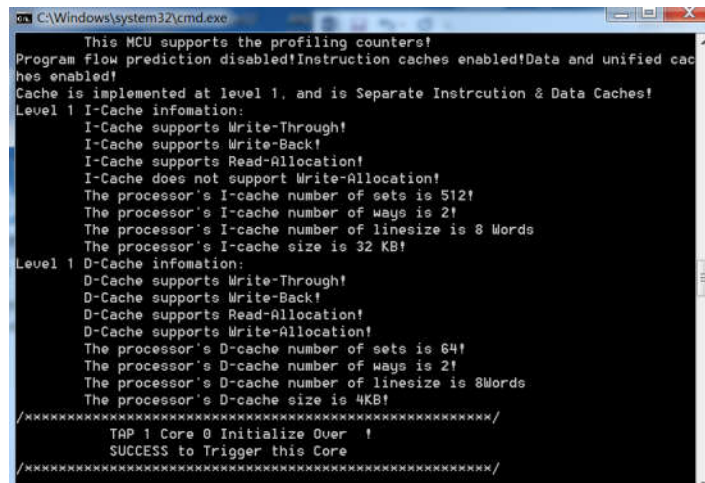 C:\Windows\system32\cmd.exe
This MCU supports the profiling counters!
Program flow prediction disabled!Instruction caches enabled!Data and unified cac
hes enabled!
Cache is implemented at level 1, and is Separate Instrcution & Data Caches!
Level 1 I-Cache infomation:
I-Cache supports Write-Through!
I-Cache supports Write-Back!
I-Cache supports Read-Allocation!
I-Cache does not support Write-Allocation!
The processor's I-cache number of sets is 512!
The processor's I-cache number of ways is 2!
The processor's I-cache number of linesize is 8 Words
The processor's I-cache size is 32 KB!
Level 1 D-Cache infomation:
D-Cache supports Write-Through!
D-Cache supports Write-Back!
D-Cache supports Read-Allocation!
D-Cache supports Write-Allocation!
The processor's D-cache number of sets is 64!
The processor's D-cache number of ways is 2!
The processor's D-cache number of linesize is 8Words
The processor's D-cache size is 4KB!
/*******************************************************/
TAP 1 Core 0 Initialize Over !
SUCCESS to Trigger this Core
/*******************************************************/